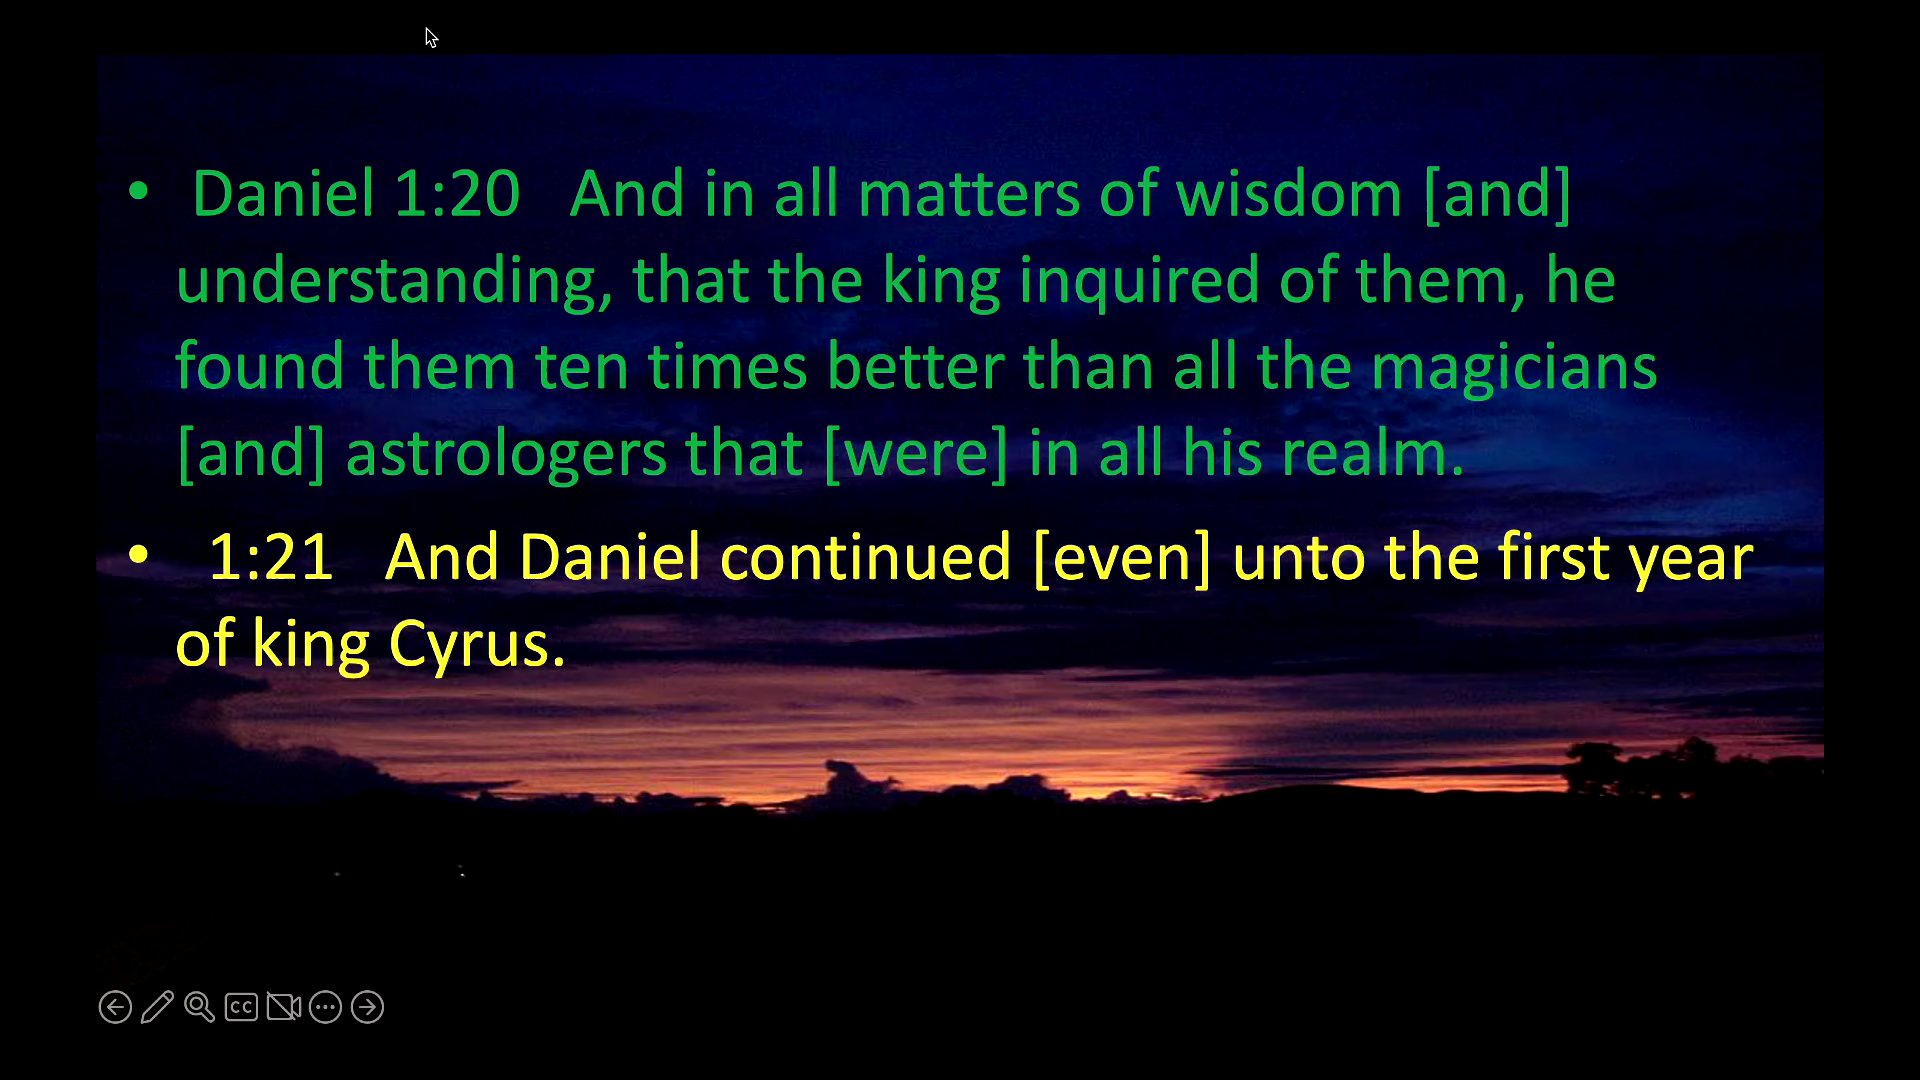 • Daniel 1:20 And in all matters of wisdom [and]
understanding, that the king inquired of them, he
found them ten times better than all the magicians
[and] astrologers that [were] in all his realm.
• 1:21 And Daniel continued [even] unto the first year
of king Cyrus.
CC